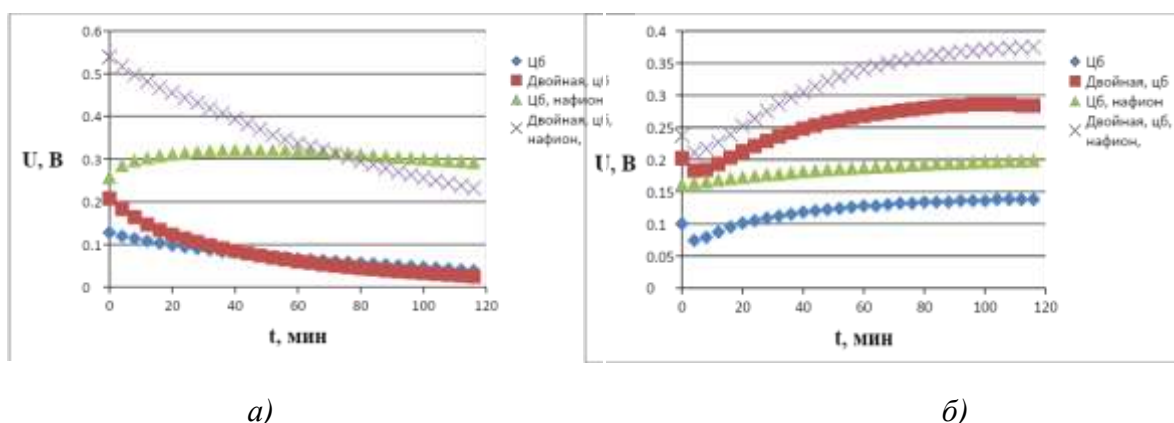 0.6
0.5
0.4
0.3
0.2
0.1
0
U, В
0
20
40
60
80
100
120
t, мин
Цб
Двойная, цб
Цб, нафион
Двойная, цб,
нафион,
а)
0.4
0.35
0.3
0.25
0.2
0.15
0.1
0.05
0
U, В
0
20
40
60
80
100
120
t, мин
Цб
Двойная, цб
Цб, нафион
Двойная, цб,
нафион,
б)